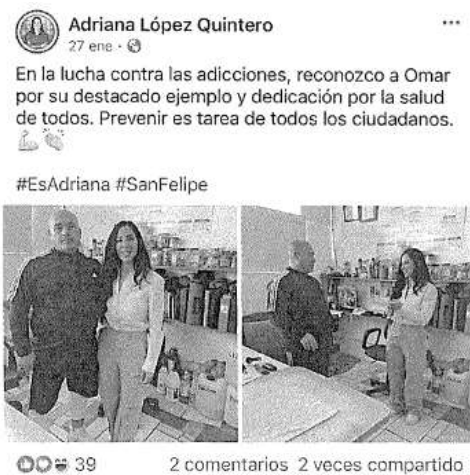 Adriana López Quintero
27 ene ·
En la lucha contra las adicciones, reconozco a Omar
por su destacado ejemplo y dedicación por la salud
de todos. Prevenir es tarea de todos los ciudadanos.
#EsAdriana #SanFelipe
39
2 comentarios 2 veces compartido